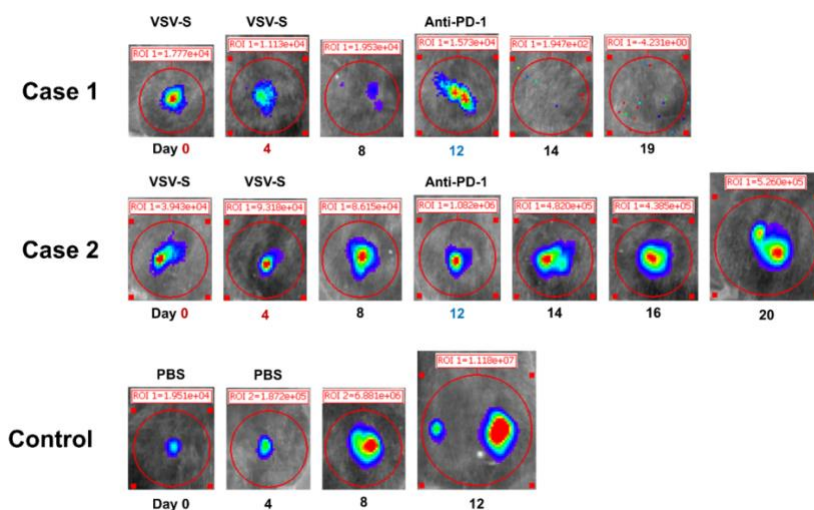 VSV-S VSV-S Anti-PD-1
ROI 1=1.777e+04 ROI 1=1.113e+04 ROI 1=1.953e+04 ROI 1=1.573e+04 ROI 1=1.947e+02 ROI 1=-4.231e+00
Case 1
Day 0 4 8 12 14 19
VSV-S VSV-S Anti-PD-1
ROI 1=3.943e+04 ROI 1=9.318e+04 ROI 1=8.615e+04 ROI 1=1.082e+06 ROI 1=4.820e+05 ROI 1=4.385e+05 ROI 1=5.260e+05
Case 2
Day 0 4 8 12 14 16 20
PBS PBS
ROI 1=1.951e+04 ROI 2=1.872e+05 ROI 2=6.881e+06 ROI 1=1.118e+07
Control
Day 0 4 8 12